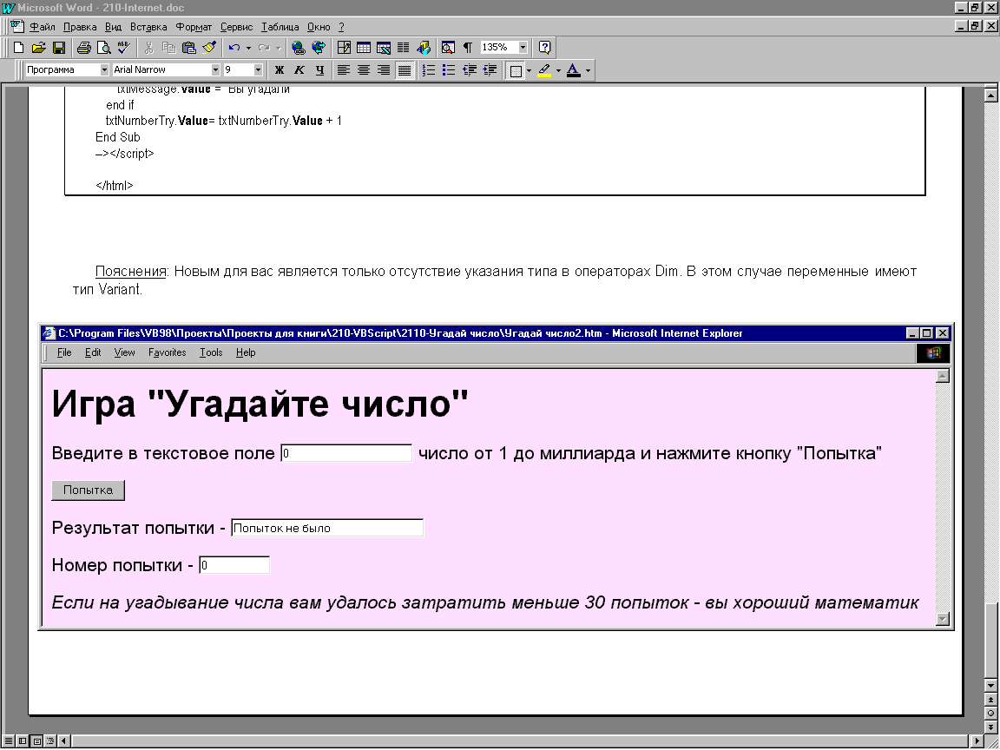 Microsoft Word - 210-Internet.doc
Файл Правка Вид Вставка Формат Сервис Таблица Окно ?
135%
Программа Arial Narrow 9 Ж К Ч
txtMessage.Value = "Вы угадали"
end if
txtNumberTry.Value= txtNumberTry.Value + 1
End Sub
--></script>
</html>
Пояснения: Новым для вас является только отсутствие указания типа в операторах Dim. В этом случае переменные имеют
тип Variant.
C:\Program Files\VB98\Проекты\Проекты для книги\210-VBScript\2110-Угадай число\Угадай число2.htm - Microsoft Internet Explorer
File Edit View Favorites Tools Help
Игра "Угадайте число"
Введите в текстовое поле 0 число от 1 до миллиарда и нажмите кнопку "Попытка"
Попытка
Результат попытки - Попыток не было
Номер попытки - 0
Если на угадывание числа вам удалось затратить меньше 30 попыток - вы хороший математик